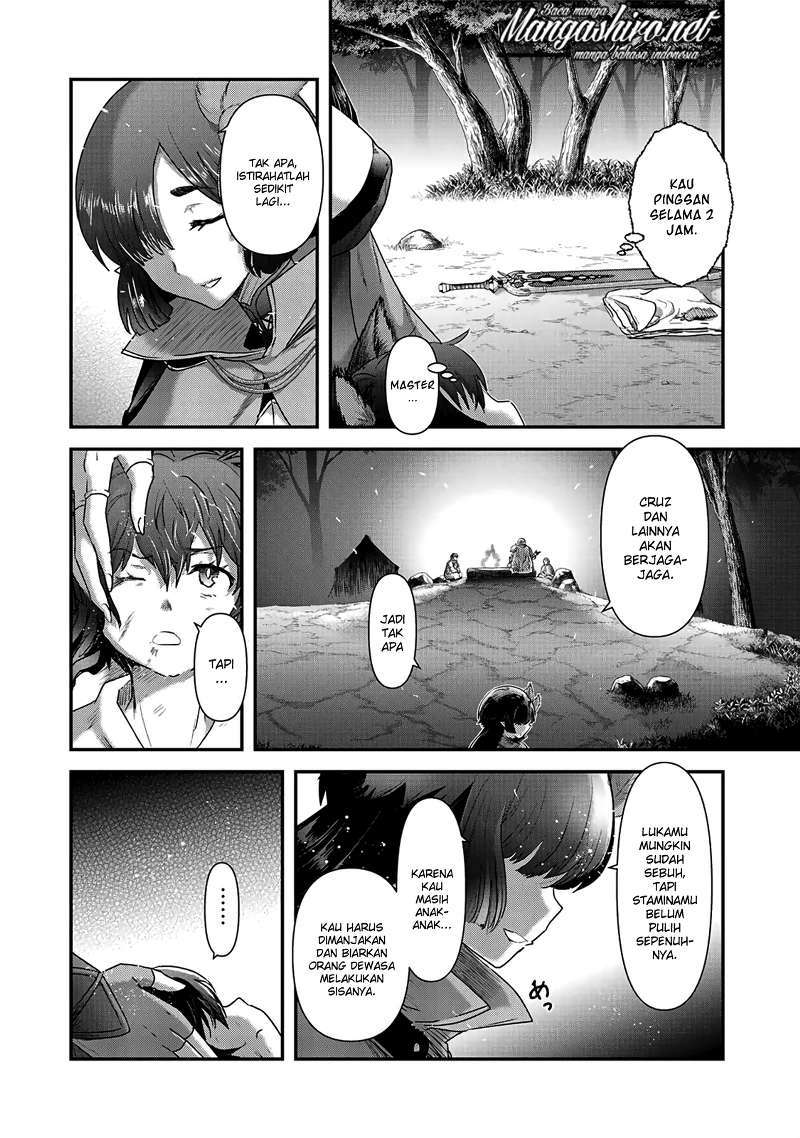 Baca manga
Mangashiro.net
manga bahasa indonesia
KAU
PINGSAN
SELAMA 2
JAM.
MASTER
...
TAK APA,
ISTIRAHATLAH
SEDIKIT
LAGI...
CRUZ
DAN
LAINNYA
AKAN
BERJAGA-
JAGA.
JADI
TAK
APA
TAPI
...
LUKAMU
MUNGKIN
SUDAH
SEBUH,
TAPI
STAMINAMU
BELUM
PULIH
SEPENUH-
NYA.
KARENA
KAU
MASIH
ANAK-
ANAK...
KAU HARUS
DIMANJAKAN
DAN BIARKAN
ORANG DEWASA
MELAKUKAN
SISANYA.
めっ
......